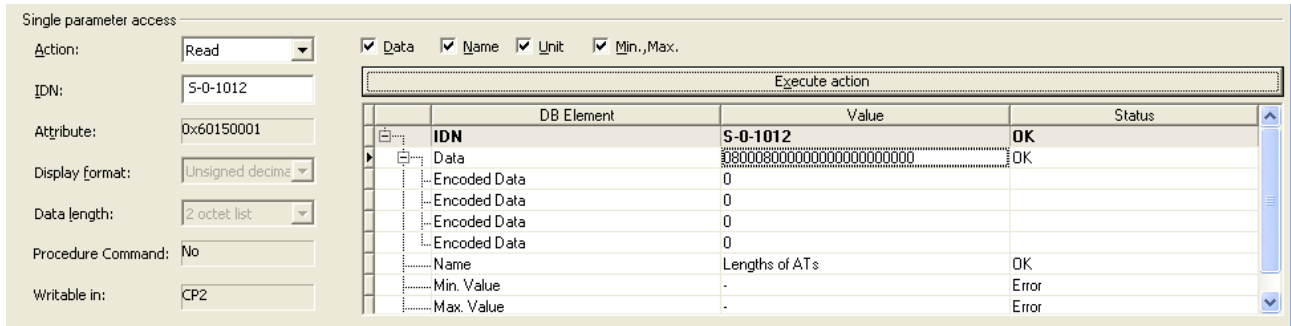 Single parameter access
Action: Read
Data Name Unit Min.,Max.
IDN: S-0-1012
Execute action
Attribute: 0x60150001
Display format: Unsigned decima
Data length: 2 octet list
Procedure Command: No
Writable in: CP2
DB Element Value Status
IDN S-0-1012 OK
Data 080008000000000000000000 OK
Encoded Data 0
Encoded Data 0
Encoded Data 0
Encoded Data 0
Name Lengths of ATs OK
Min. Value - Error
Max. Value - Error